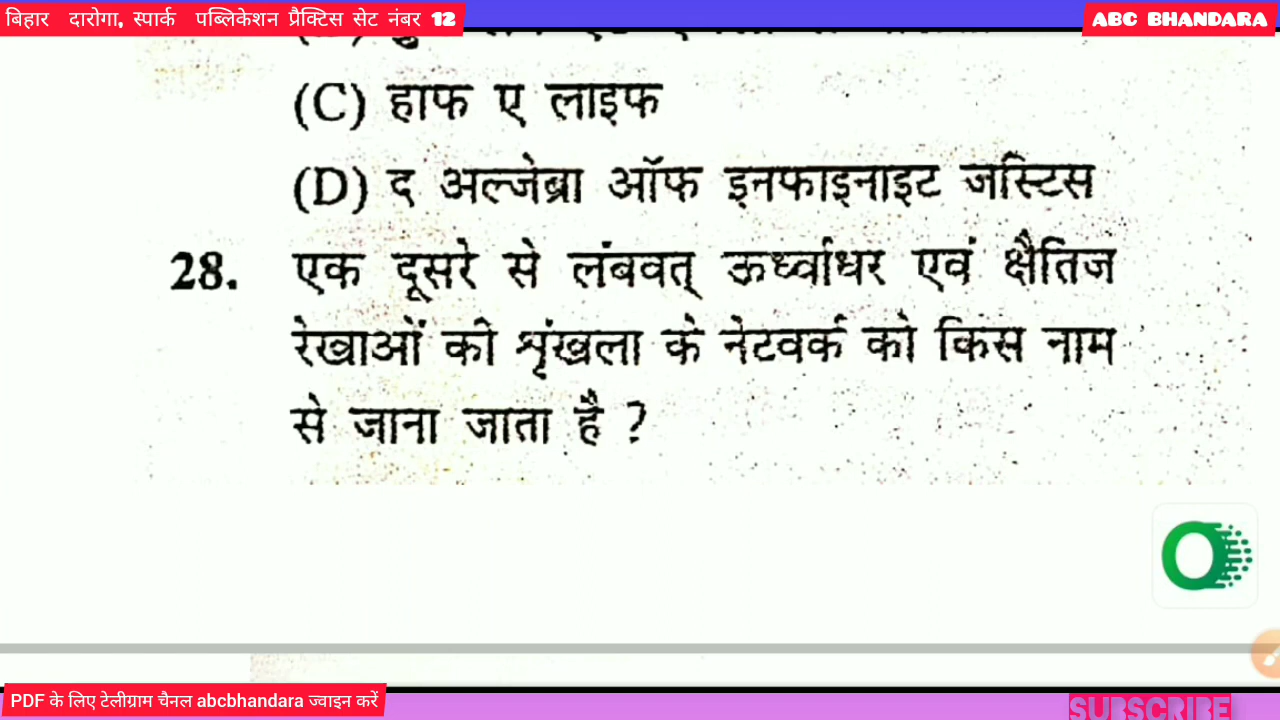 बिहार दारोगा, स्पार्क पब्लिकेशन प्रैक्टिस सेट नंबर 12
ABC BHANDARA
(C) हाफ ए लाइफ
(D) द अल्जेब्रा ऑफ इनफाइनाइट जस्टिस
28. एक दूसरे से लंबवत् ऊर्ध्वाधर एवं क्षैतिज
रेखाओं की शृंखला के नेटवर्क को किस नाम
से जाना जाता है ?
PDF के लिए टेलीग्राम चैनल abcbhandara ज्वाइन करें
SUBSCRIBE